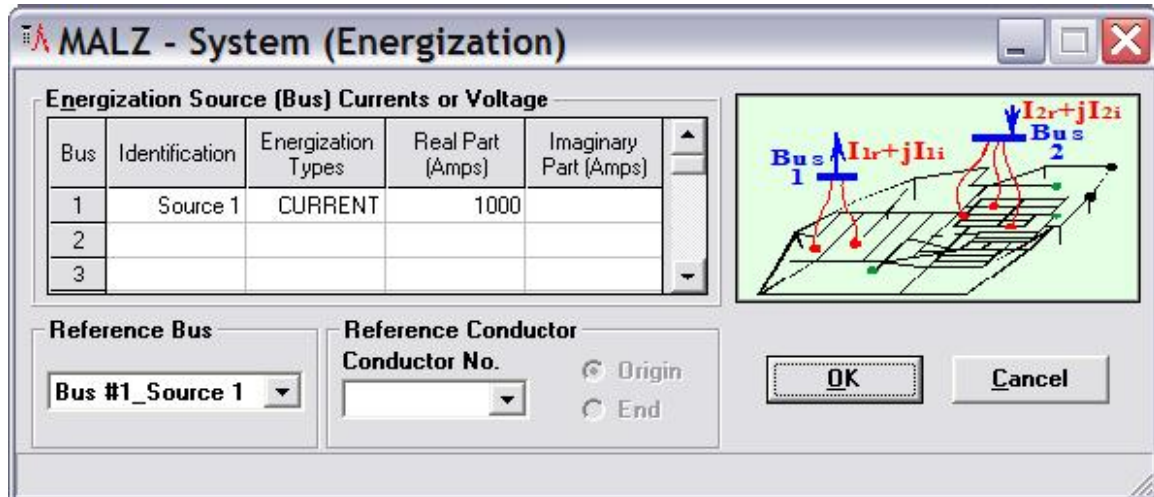 MALZ - System (Energization)
Energization Source (Bus) Currents or Voltage
Bus Identification Energization Types Real Part (Amps) Imaginary Part (Amps)
1 Source 1 CURRENT 1000
2
3
I2r+jI2i
Bus 2
Bus 1 I1r+jI1i
Reference Bus
Bus #1_Source 1
Reference Conductor
Conductor No.
Origin
End
OK
Cancel